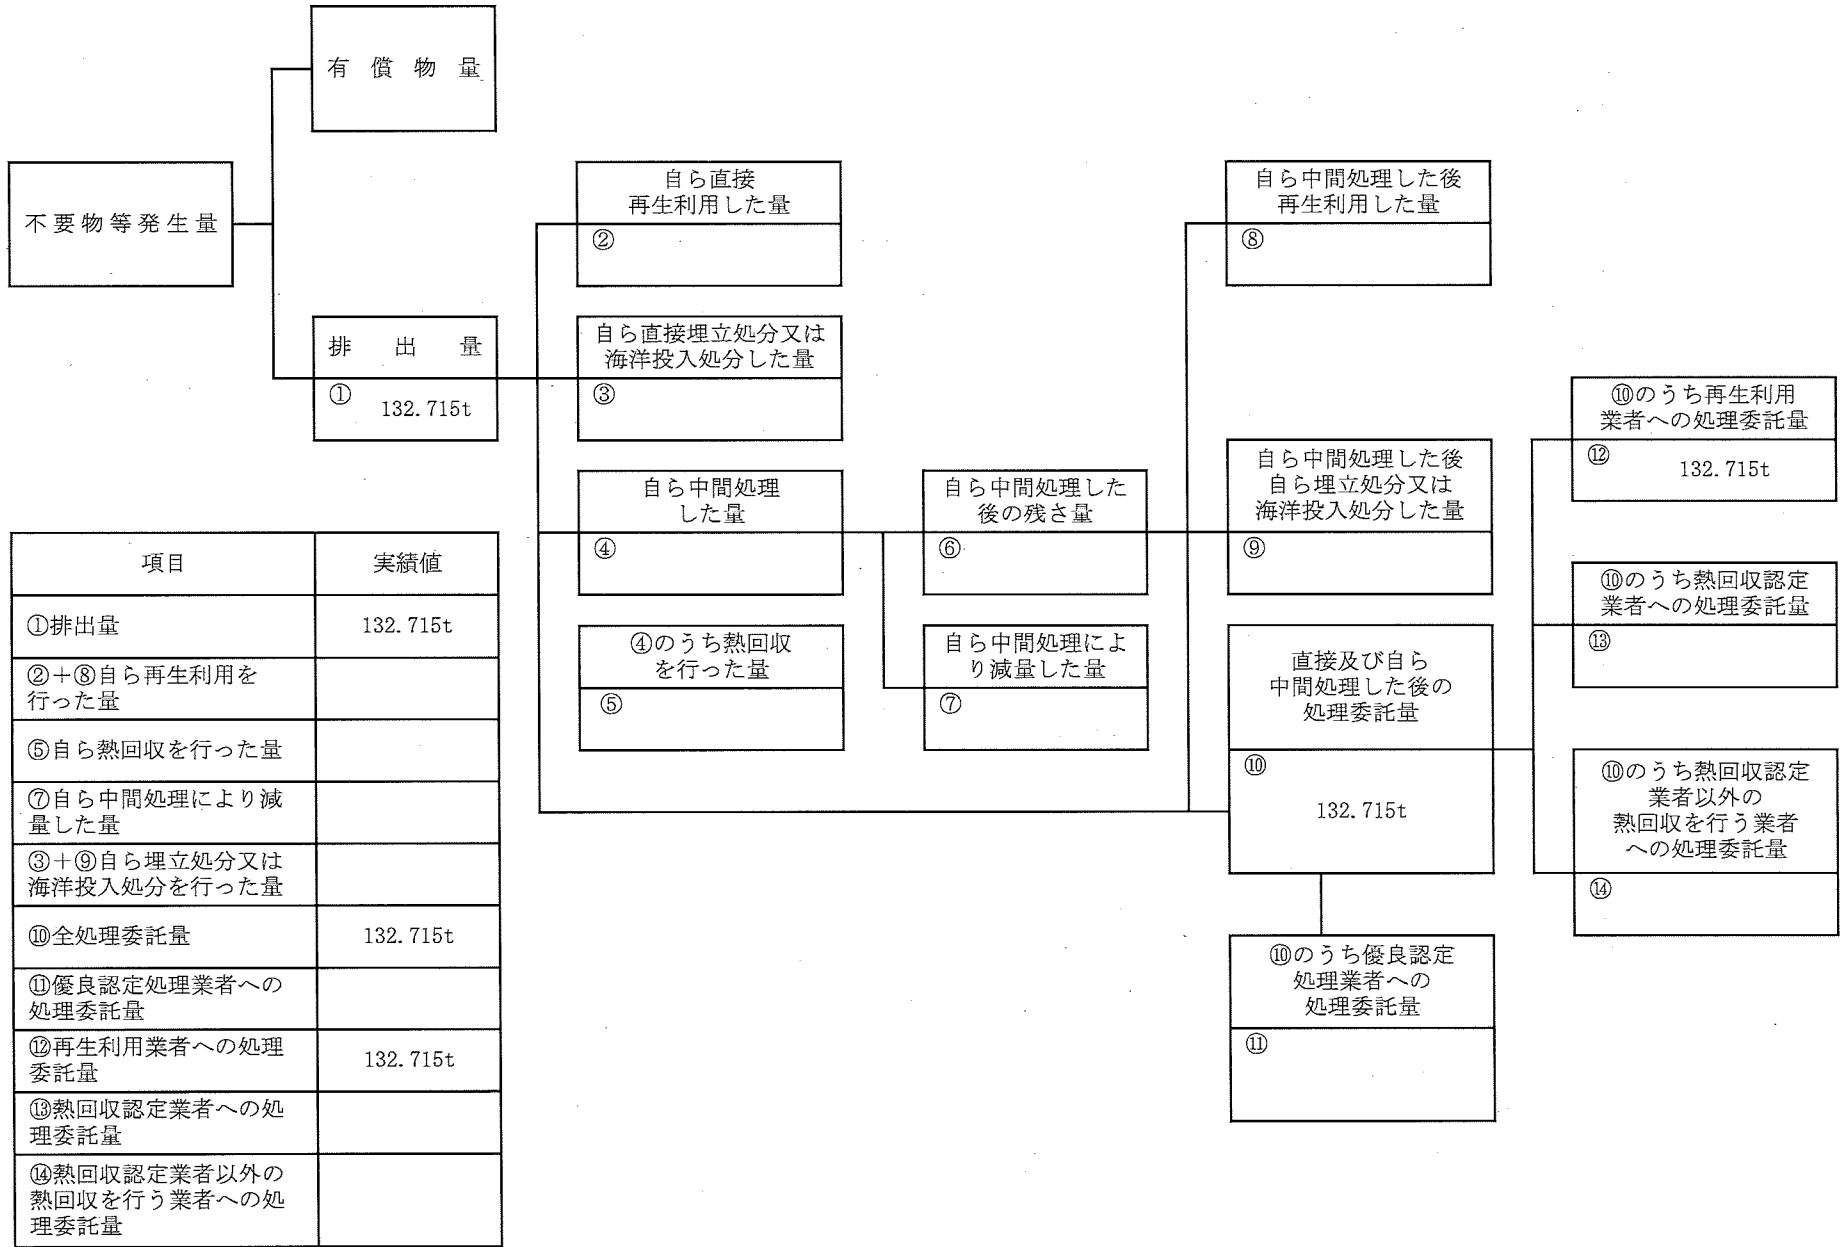 有償物量
不要物等発生量
排出量
①
132.715t
自ら直接
再生利用した量
②
自ら直接埋立処分又は
海洋投入処分した量
③
自ら中間処理
した量
④
④のうち熱回収
を行った量
⑤
自ら中間処理した
後の残さ量
⑥
自ら中間処理によ
り減量した量
⑦
自ら中間処理した後
再生利用した量
⑧
自ら中間処理した後
自ら埋立処分又は
海洋投入処分した量
⑨
直接及び自ら
中間処理した後の
処理委託量
⑩
132.715t
⑩のうち優良認定
処理業者への
処理委託量
⑪
⑩のうち再生利用
業者への処理委託量
⑫
132.715t
⑩のうち熱回収認定
業者への処理委託量
⑬
⑩のうち熱回収認定
業者以外の
熱回収を行う業者
への処理委託量
⑭
項目 実績値
①排出量 132.715t
②+⑧自ら再生利用を
行った量
⑤自ら熱回収を行った量
⑦自ら中間処理により減
量した量
③+⑨自ら埋立処分又は
海洋投入処分を行った量
⑩全処理委託量 132.715t
⑪優良認定処理業者への
処理委託量
⑫再生利用業者への処理
委託量 132.715t
⑬熱回収認定業者への処
理委託量
⑭熱回収認定業者以外の
熱回収を行う業者への処
理委託量